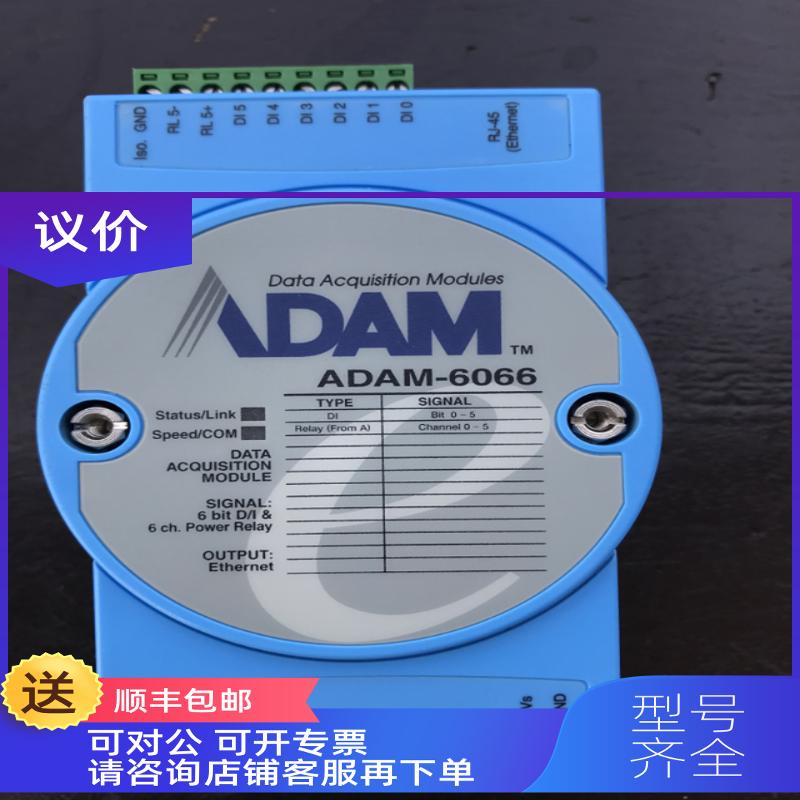 Iso. GND RL 5- RL 5+ DI 5 DI 4 DI 3 DI 2 DI 1 DI 0 RJ-45 (Ethernet)
议价
Data Acquisition Modules
ADAM TM
ADAM-6066
TYPE SIGNAL
Status/Link DI Bit 0 - 5
Speed/COM Relay (From A) Channel 0 - 5
DATA
ACQUISITION
MODULE
SIGNAL:
6 bit D/I &
6 ch. Power Relay
OUTPUT:
Ethernet
Vs
ND
送 顺丰包邮
可对公 可开专票
请咨询店铺客服再下单
型号
齐全